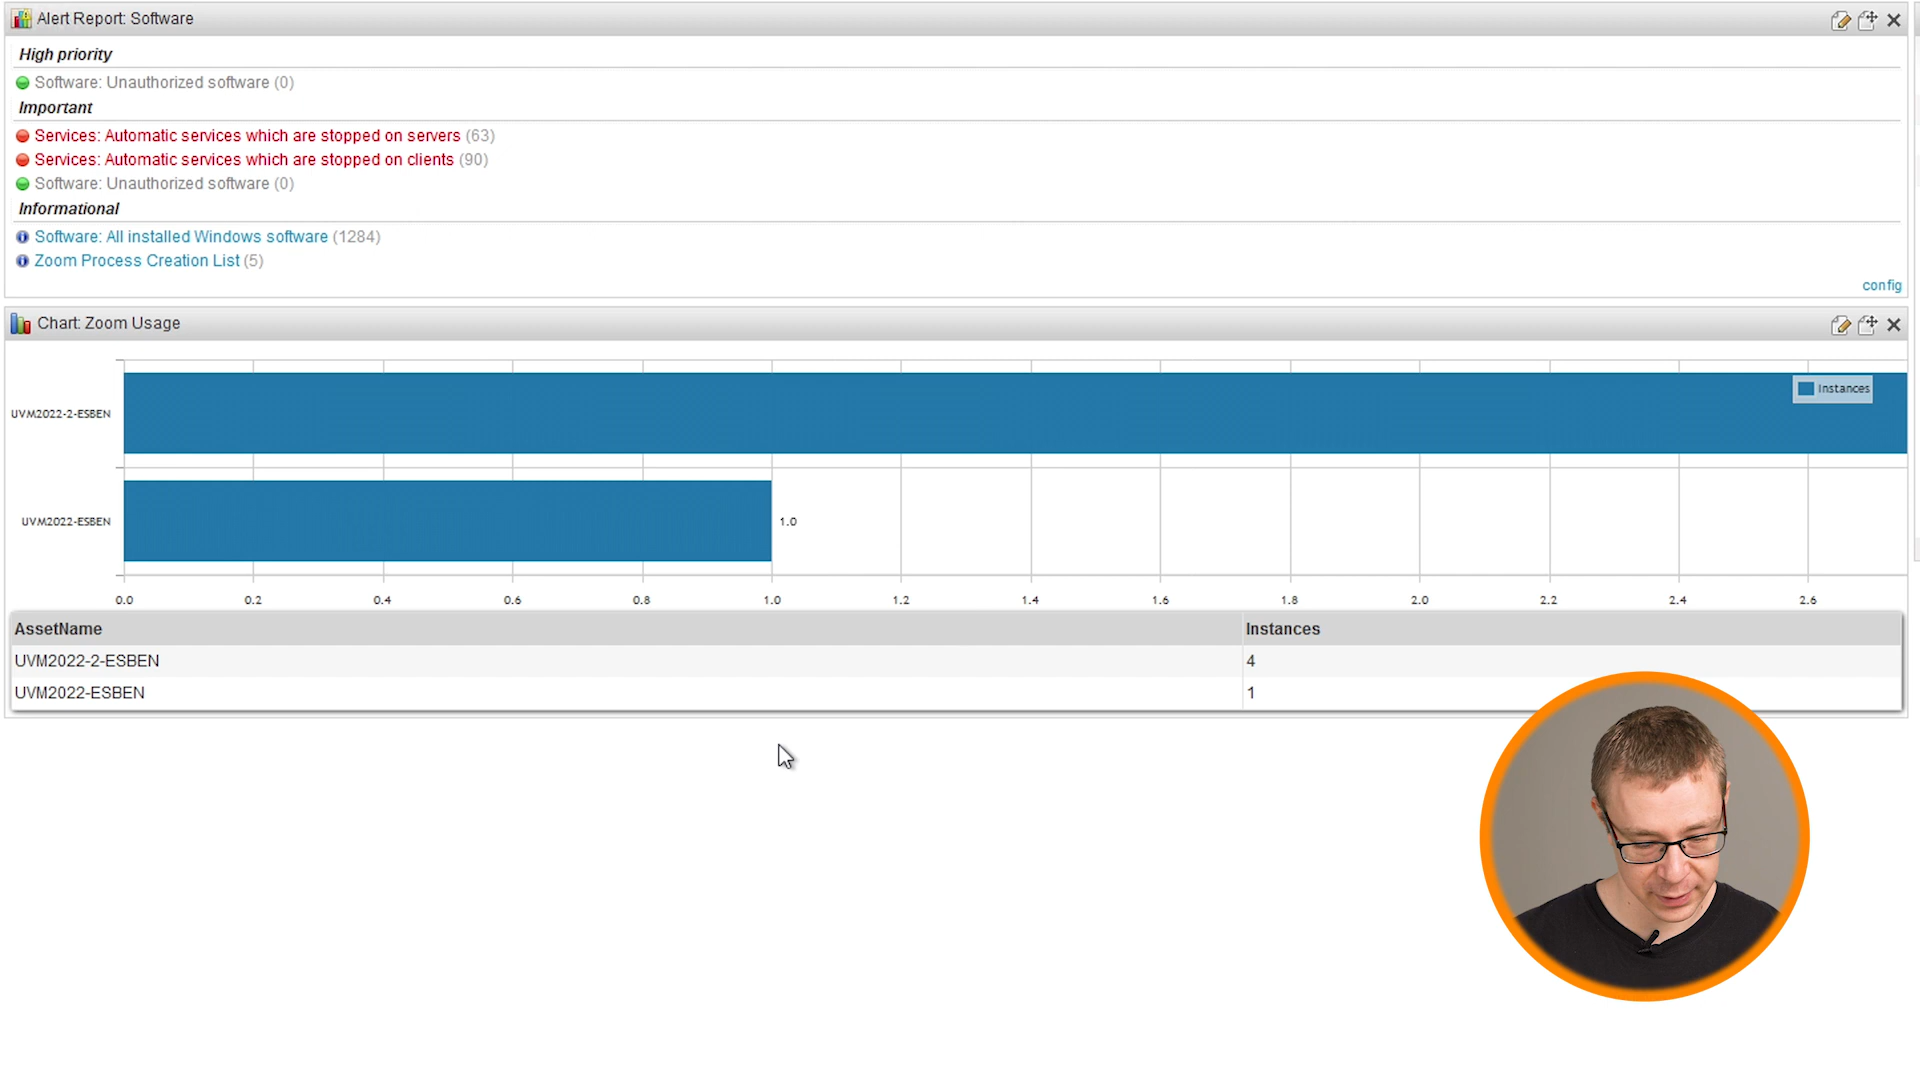 Alert Report: Software
High priority
Software: Unauthorized software (0)
Important
Services: Automatic services which are stopped on servers (63)
Services: Automatic services which are stopped on clients (90)
Software: Unauthorized software (0)
Informational
Software: All installed Windows software (1284)
Zoom Process Creation List (5)
config
Chart: Zoom Usage
Instances
UVM2022-2-ESBEN
UVM2022-ESBEN 1.0
0.0 0.2 0.4 0.6 0.8 1.0 1.2 1.4 1.6 1.8 2.0 2.2 2.4 2.6
AssetName Instances
UVM2022-2-ESBEN 4
UVM2022-ESBEN 1